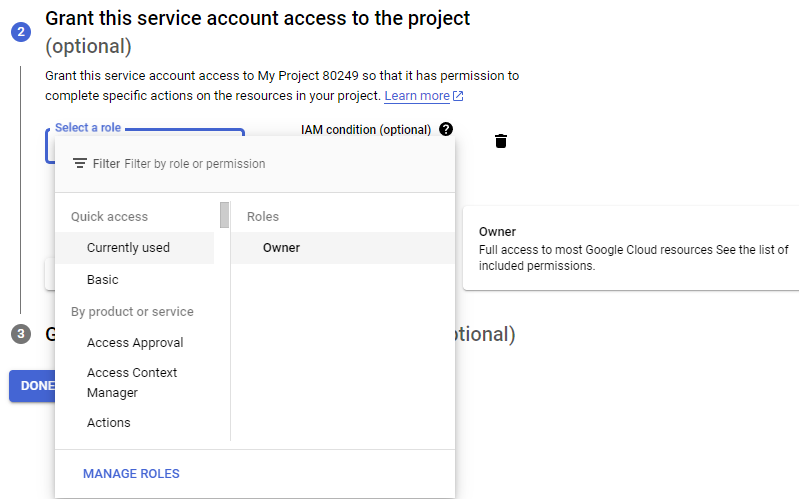 2
Grant this service account access to the project
(optional)
Grant this service account access to My Project 80249 so that it has permission to
complete specific actions on the resources in your project. Learn more
Select a role
IAM condition (optional) ?
Filter Filter by role or permission
Quick access
Currently used
Basic
By product or service
Access Approval
Access Context
Manager
Actions
MANAGE ROLES
Roles
Owner
Owner
Full access to most Google Cloud resources See the list of
included permissions.
3
G
tional)
DONE